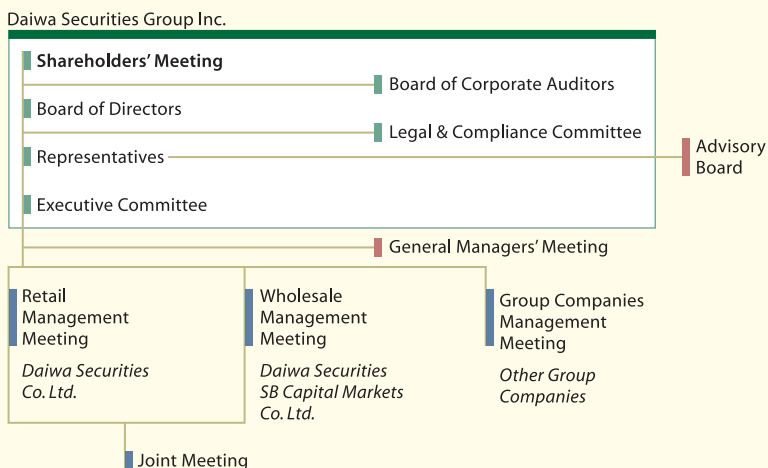 Daiwa Securities Group Inc.
Shareholders’ Meeting
Board of Corporate Auditors
Board of Directors
Legal & Compliance Committee
Representatives
Advisory
Board
Executive Committee
General Managers’ Meeting
Retail
Management
Meeting
Daiwa Securities
Co. Ltd.
Wholesale
Management
Meeting
Daiwa Securities
SB Capital Markets
Co. Ltd.
Group Companies
Management
Meeting
Other Group
Companies
Joint Meeting